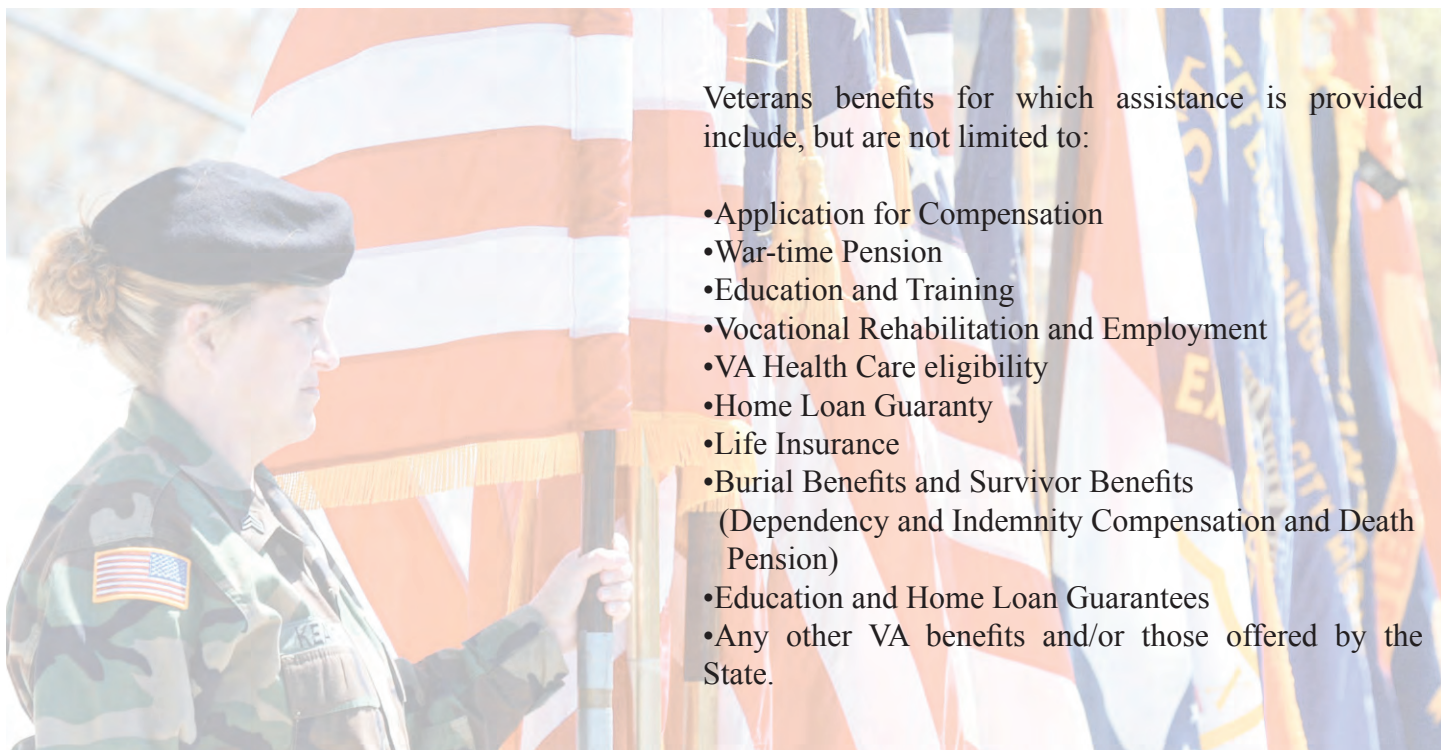 Veterans benefits for which assistance is provided
include, but are not limited to:
•Application for Compensation
•War-time Pension
•Education and Training
•Vocational Rehabilitation and Employment
•VA Health Care eligibility
•Home Loan Guaranty
•Life Insurance
•Burial Benefits and Survivor Benefits
(Dependency and Indemnity Compensation and Death
Pension)
•Education and Home Loan Guarantees
•Any other VA benefits and/or those offered by the
State.
CITY